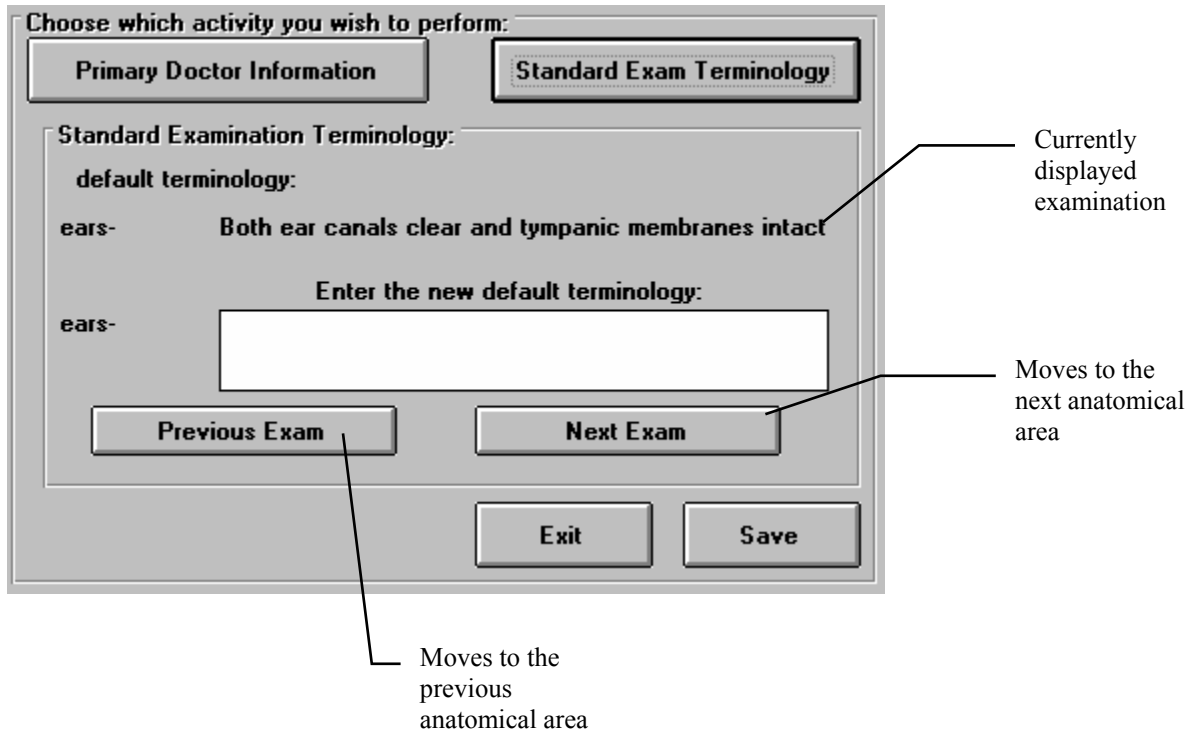 Choose which activity you wish to perform:
Primary Doctor Information
Standard Exam Terminology
Standard Examination Terminology:
default terminology:
ears- Both ear canals clear and tympanic membranes intact
Enter the new default terminology:
ears-
Previous Exam
Next Exam
Exit
Save
Currently
displayed
examination
Moves to the
next anatomical
area
Moves to the
previous
anatomical area